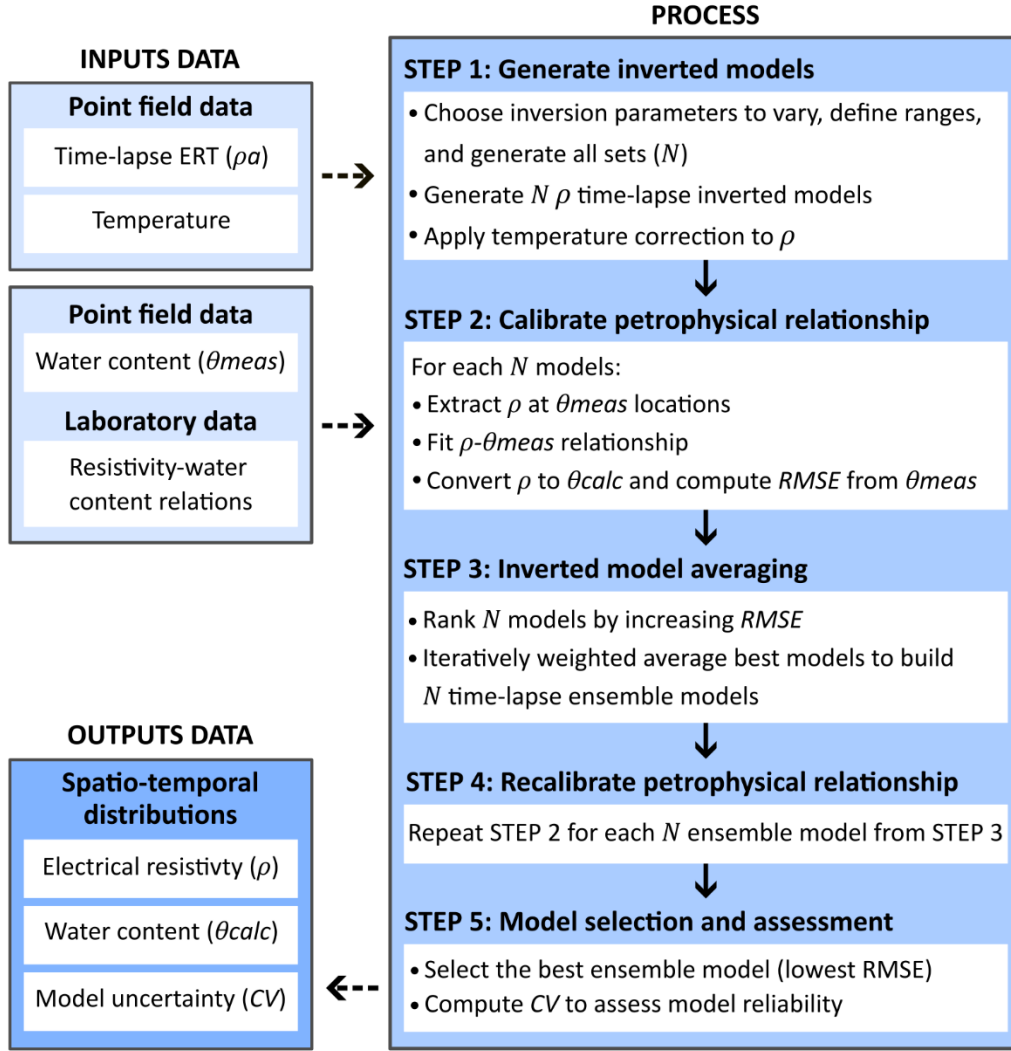 INPUTS DATA
Point field data
Time-lapse ERT (ρa)
Temperature
Point field data
Water content (θmeas)
Laboratory data
Resistivity-water
content relations
PROCESS
STEP 1: Generate inverted models
• Choose inversion parameters to vary, define ranges,
and generate all sets (N)
• Generate N ρ time-lapse inverted models
• Apply temperature correction to ρ
STEP 2: Calibrate petrophysical relationship
For each N models:
• Extract ρ at θmeas locations
• Fit ρ-θmeas relationship
• Convert ρ to θcalc and compute RMSE from θmeas
STEP 3: Inverted model averaging
• Rank N models by increasing RMSE
• Iteratively weighted average best models to build
N time-lapse ensemble models
STEP 4: Recalibrate petrophysical relationship
Repeat STEP 2 for each N ensemble model from STEP 3
STEP 5: Model selection and assessment
• Select the best ensemble model (lowest RMSE)
• Compute CV to assess model reliability
OUTPUTS DATA
Spatio-temporal
distributions
Electrical resistivty (ρ)
Water content (θcalc)
Model uncertainty (CV)